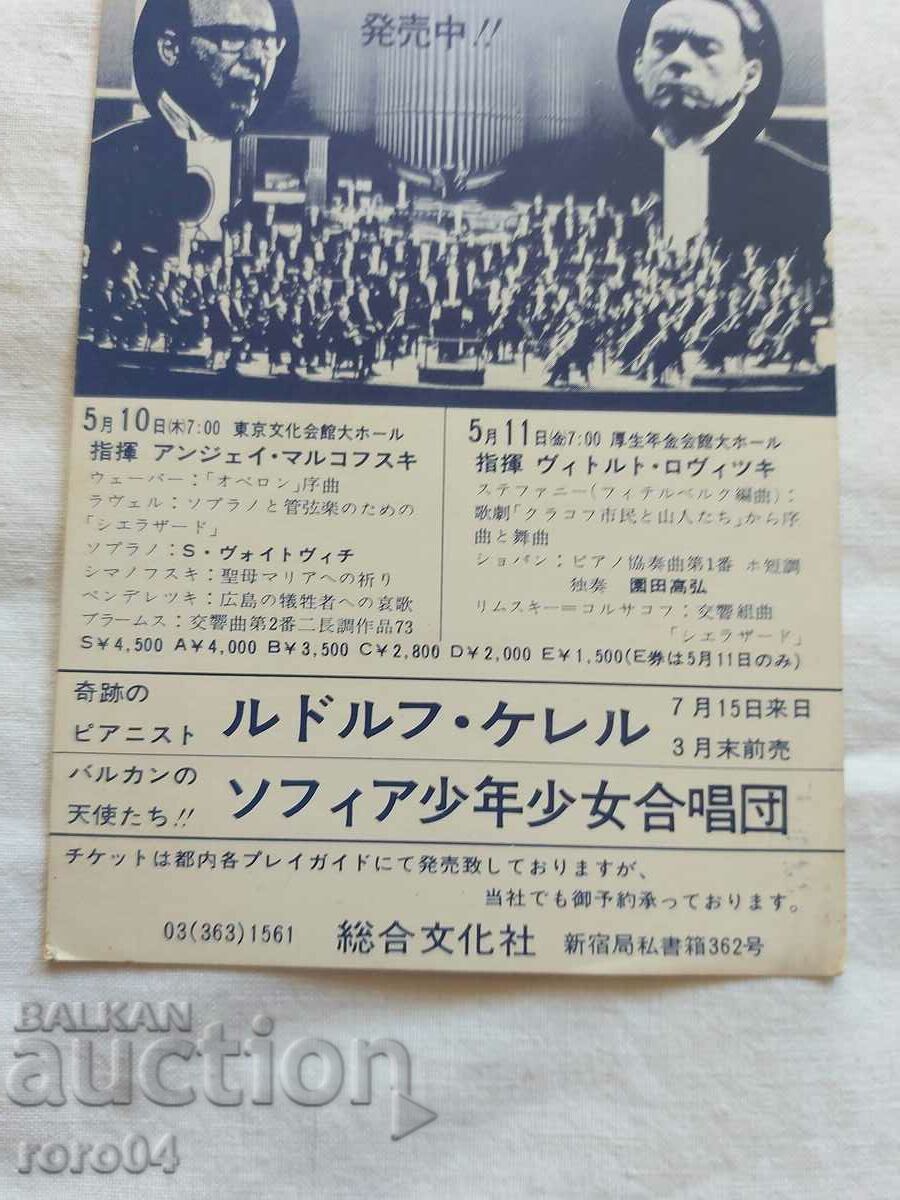 発売中!!
5月10日(木)7:00 東京文化会館大ホール
指揮 アンジェイ・マルコフスキ
ウェーバー:「オベロン」序曲
ラヴェル:ソプラノと管弦楽のための
「シエラザード」
ソプラノ:S・ヴォイトヴィチ
シマノフスキ:聖母マリアへの祈り
ペンデレツキ:広島の犠牲者への哀歌
ブラームス:交響曲第2番ニ長調作品73
5月11日(金)7:00 厚生年金会館大ホール
指揮 ヴィトルト・ロヴィツキ
ステファニー(フィテルベルク編曲):
歌劇「クラコフ市民と山人たち」から序
曲と舞曲
ショパン:ピアノ協奏曲第1番 ホ短調
独奏 園田高弘
リムスキー=コルサコフ:交響組曲
「シエラザード」
S¥4,500 A¥4,000 B¥3,500 C¥2,800 D¥2,000 E¥1,500(E券は5月11日のみ)
奇跡の
ピアニスト ルドルフ・ケレル 7月15日来日
3月末前売
バルカンの
天使たち!! ソフィア少年少女合唱団
チケットは都内各プレイガイドにて発売致しておりますが、
当社でも御予約承っております。
03(363)1561 総合文化社 新宿局私書箱362号
BALKAN
auction
roro04